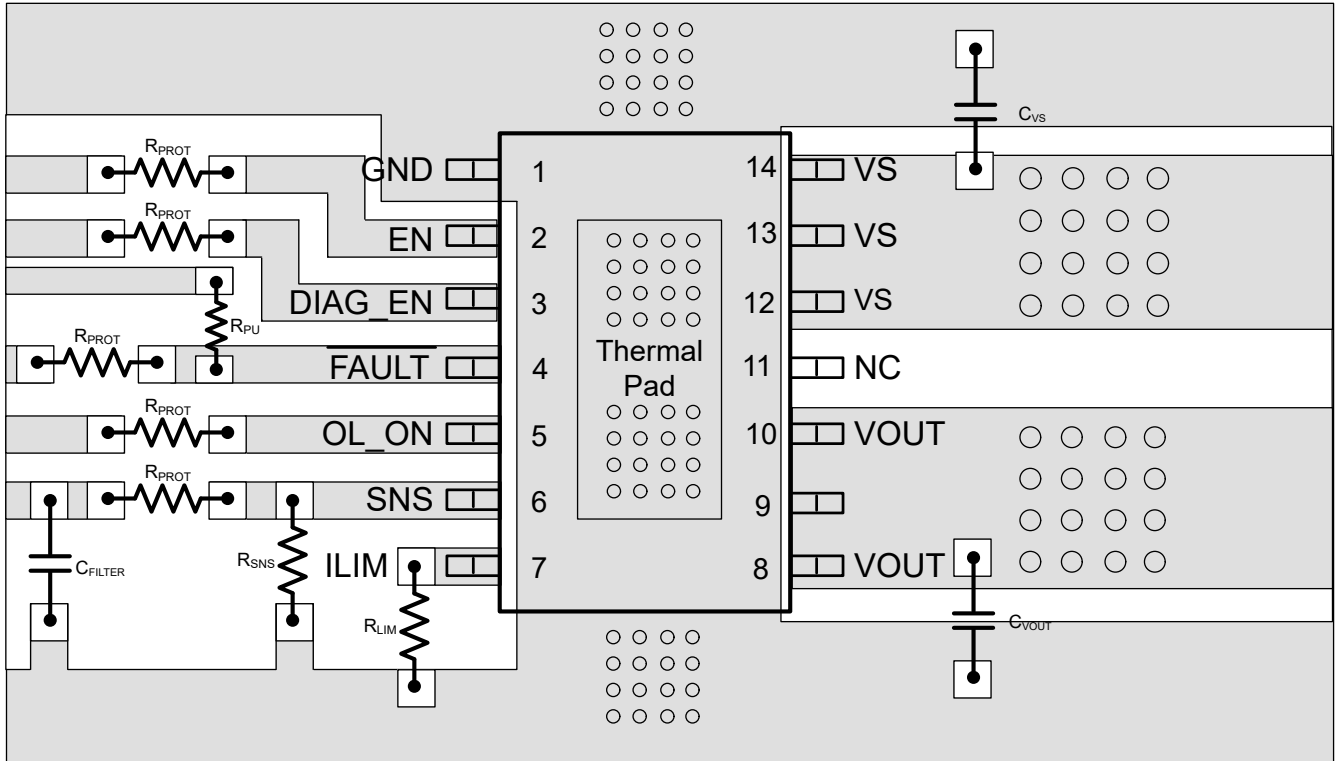 CVS
RPROT
GND 1 14 VS
RPROT
EN 2 13 VS
DIAG_EN 3 12 VS
RPU
RPROT
FAULT 4 Thermal Pad 11 NC
RPROT
OL_ON 5 10 VOUT
RPROT
SNS 6 9
CFILTER
RSNS
ILIM 7 8 VOUT
RLIM
CVOUT